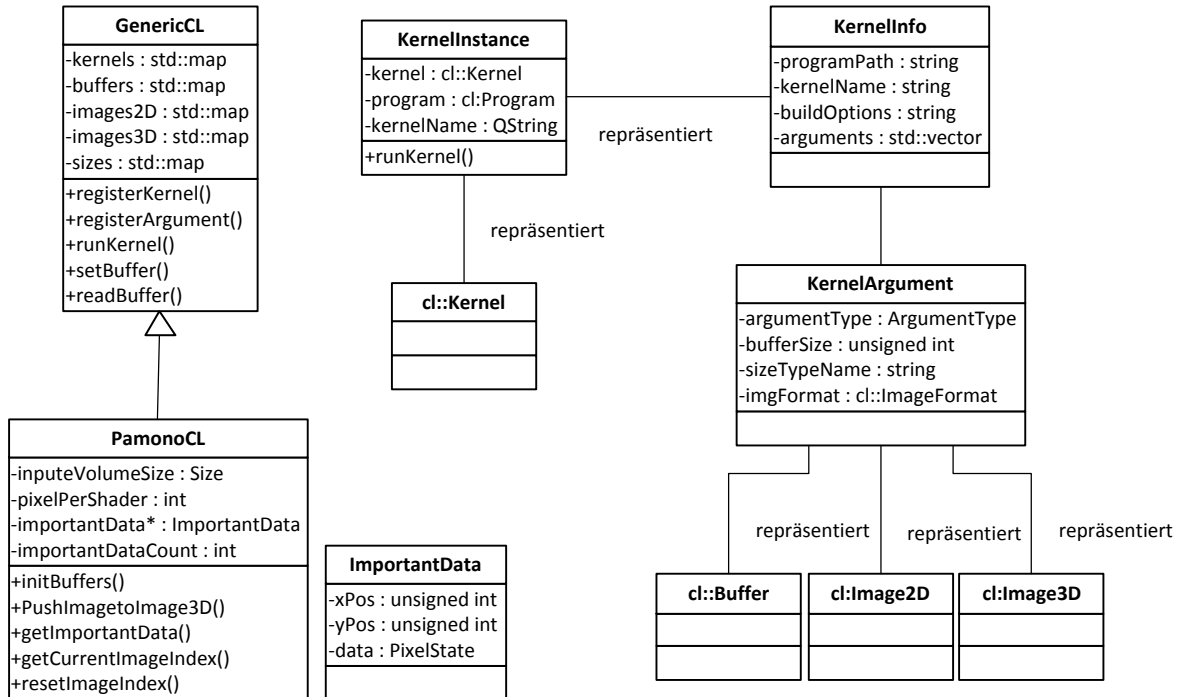 GenericCL
-kernels : std::map
-buffers : std::map
-images2D : std::map
-images3D : std::map
-sizes : std::map
+registerKernel()
+registerArgument()
+runKernel()
+setBuffer()
+readBuffer()
KernelInstance
-kernel : cl::Kernel
-program : cl:Program
-kernelName : QString
+runKernel()
repräsentiert
KernelInfo
-programPath : string
-kernelName : string
-buildOptions : string
-arguments : std::vector
repräsentiert
cl::Kernel
KernelArgument
-argumentType : ArgumentType
-bufferSize : unsigned int
-sizeTypeName : string
-imgFormat : cl::ImageFormat
PamonoCL
-inputeVolumeSize : Size
-pixelPerShader : int
-importantData* : ImportantData
-importantDataCount : int
+initBuffers()
+PushImagetoImage3D()
+getImportantData()
+getCurrentImageIndex()
+resetImageIndex()
ImportantData
-xPos : unsigned int
-yPos : unsigned int
-data : PixelState
repräsentiert
repräsentiert
repräsentiert
cl::Buffer
cl:Image2D
cl:Image3D